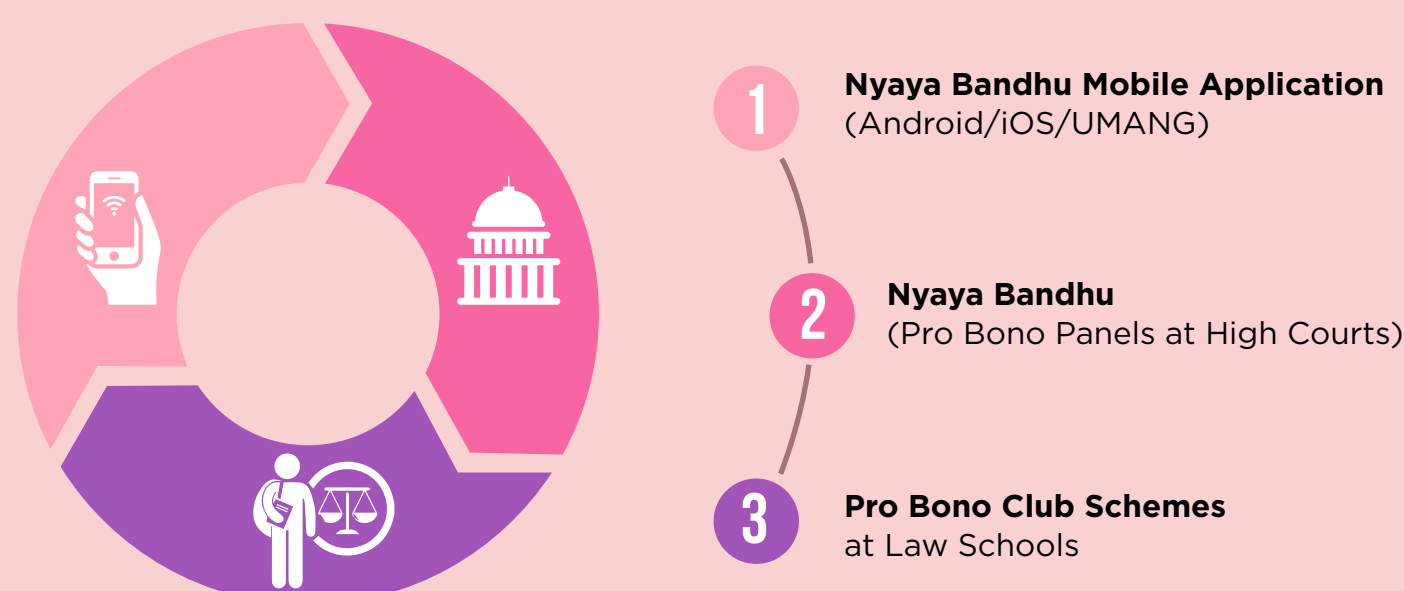 1
Nyaya Bandhu Mobile Application
(Android/iOS/UMANG)
2
Nyaya Bandhu
(Pro Bono Panels at High Courts)
3
Pro Bono Club Schemes
at Law Schools